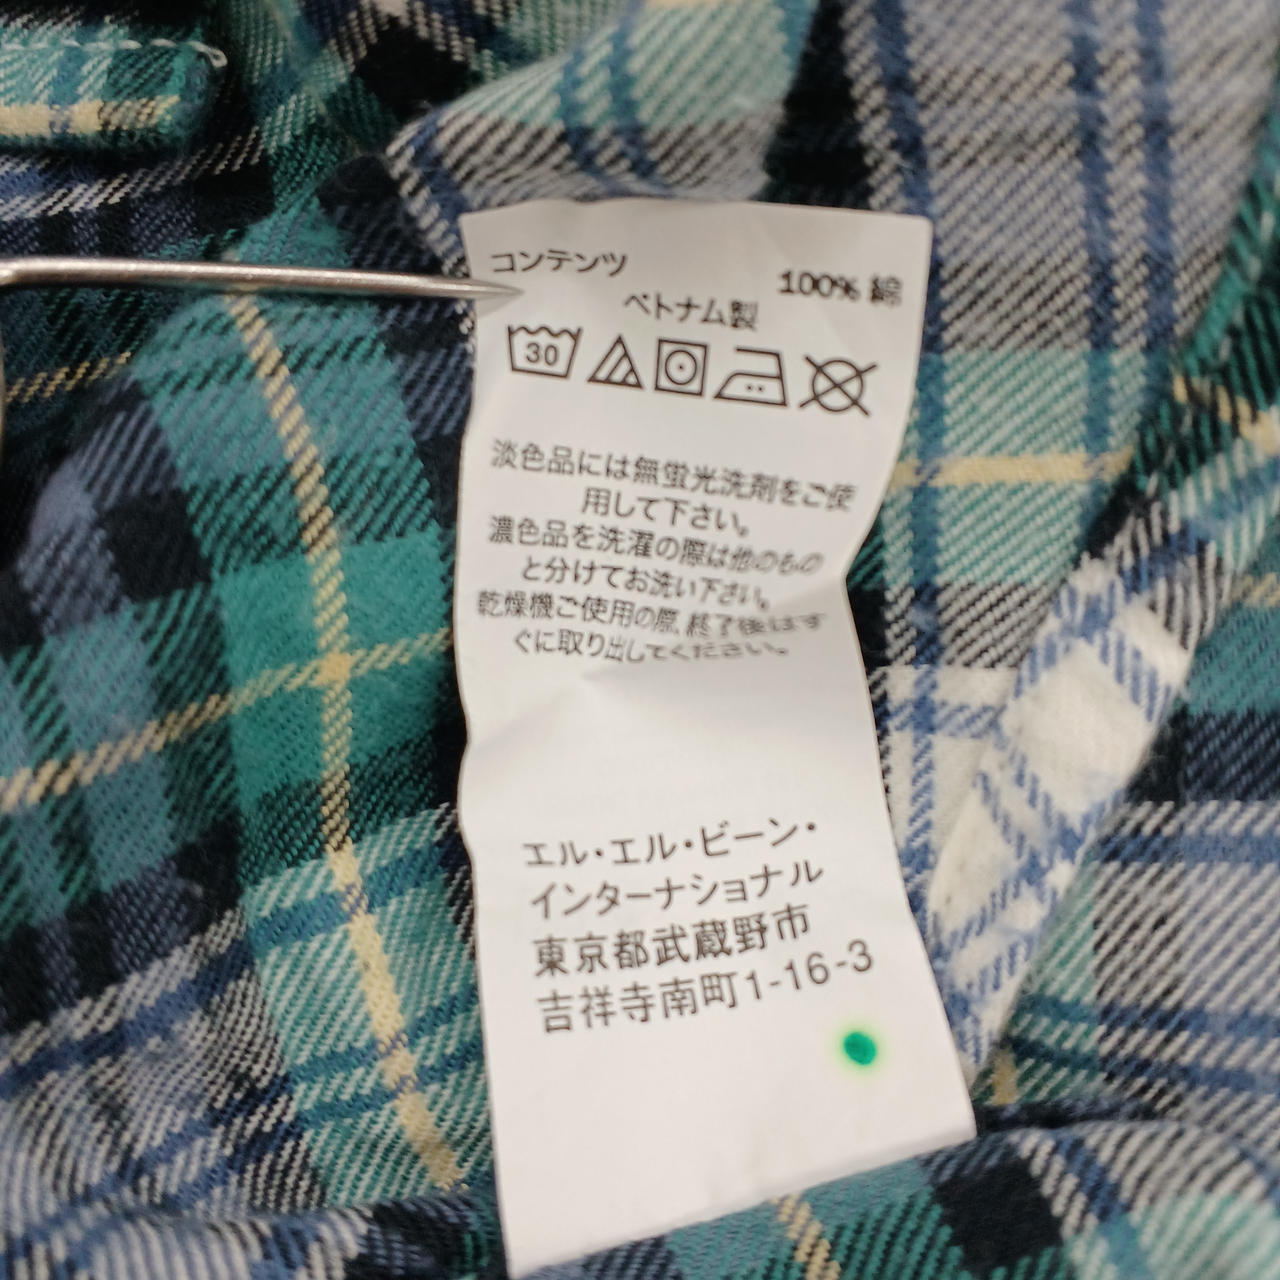 コンテンツ 100% 綿
ベトナム製
30
淡色品には無蛍光洗剤をご使
用して下さい。
濃色品を洗濯の際は他のもの
と分けてお洗い下さい。
乾燥機ご使用の際、終了後はす
ぐに取り出してください。
エル・エル・ビーン・
インターナショナル
東京都武蔵野市
吉祥寺南町1-16-3